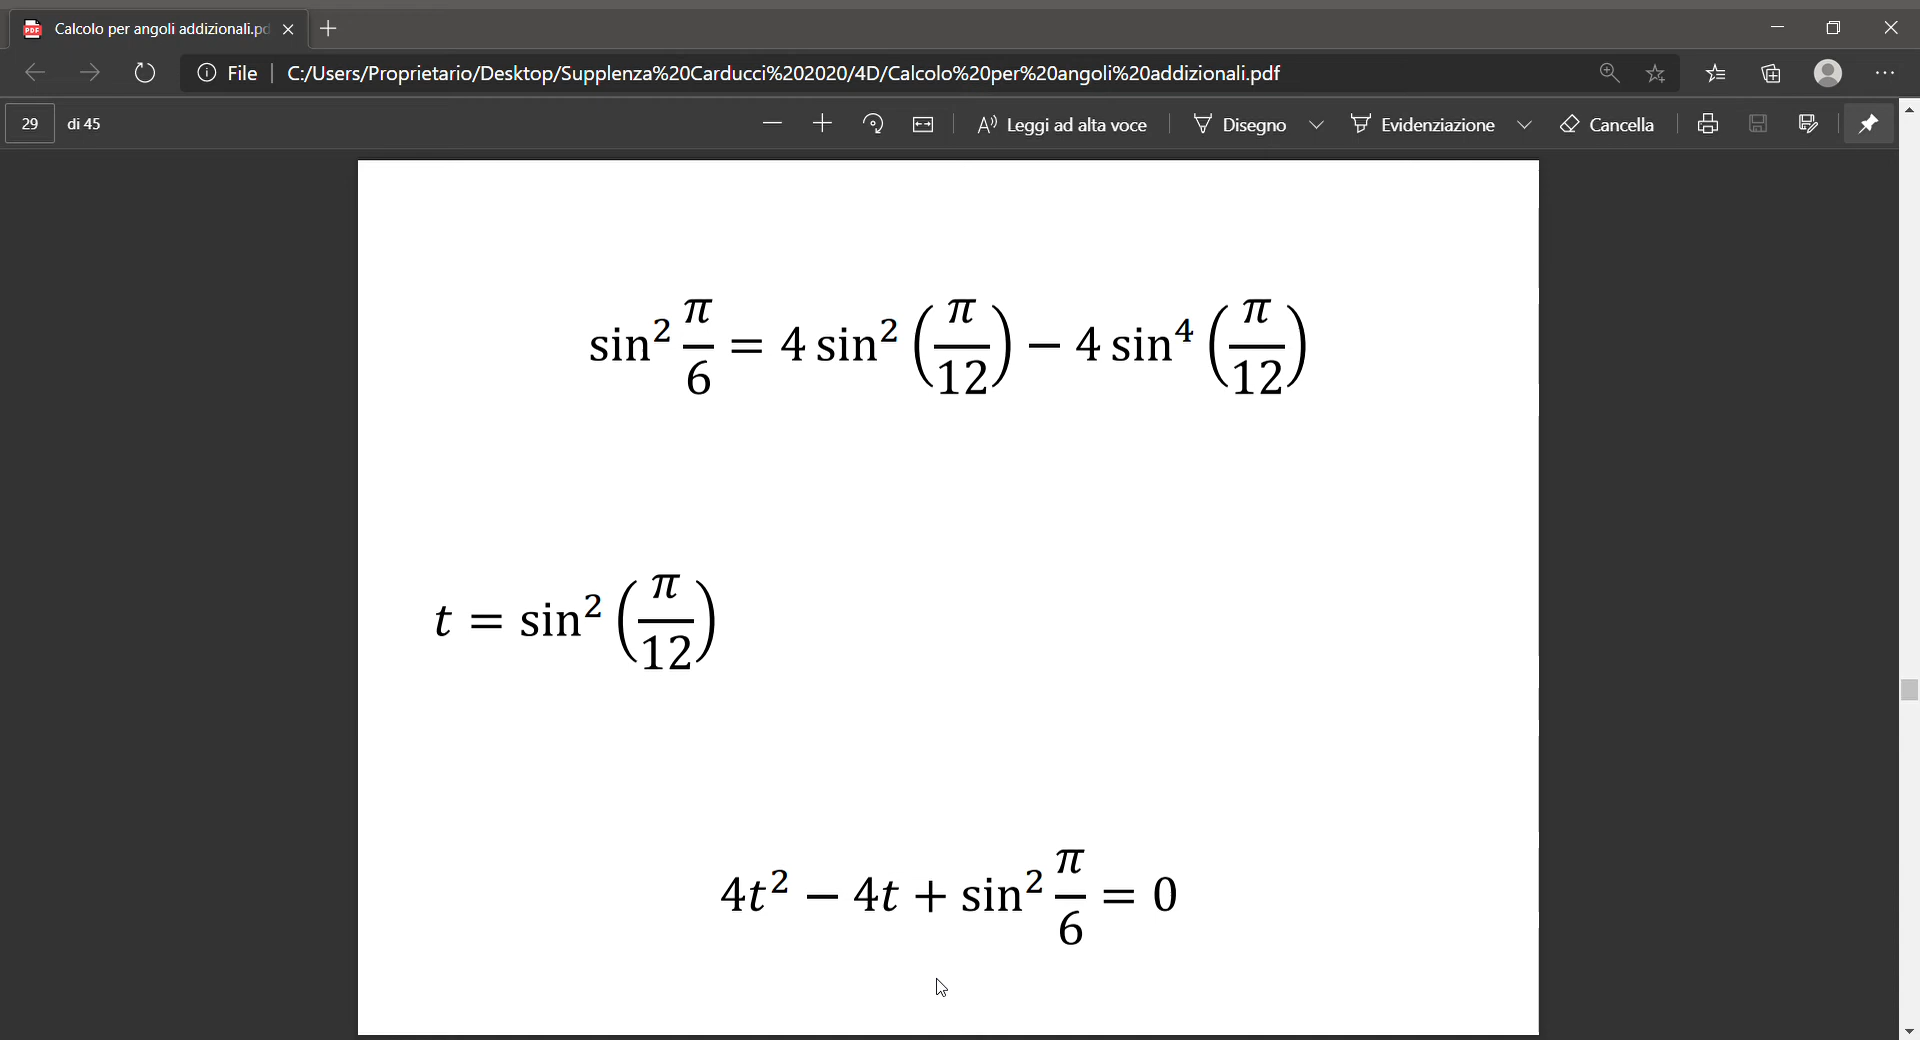 Calcolo per angoli addizionali.pd
File C:/Users/Proprietario/Desktop/Supplenza%20Carducci%202020/4D/Calcolo%20per%20angoli%20addizionali.pdf
29 di 45 Leggi ad alta voce Disegno Evidenziazione Cancella
sin² π/6 = 4 sin² (π/12) − 4 sin⁴ (π/12)
t = sin² (π/12)
4t² − 4t + sin² π/6 = 0